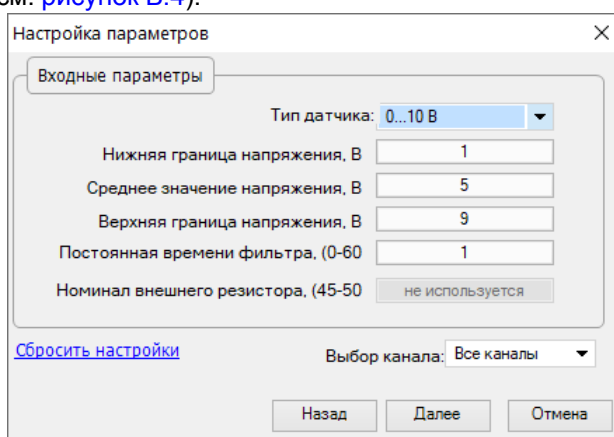 см. рисунок В.4).
Настройка параметров
Входные параметры
Тип датчика: 0...10 В
Нижняя граница напряжения, В 1
Среднее значение напряжения, В 5
Верхняя граница напряжения, В 9
Постоянная времени фильтра, (0-60 1
Номинал внешнего резистора, (45-50 не используется
Сбросить настройки Выбор канала: Все каналы
Назад Далее Отмена